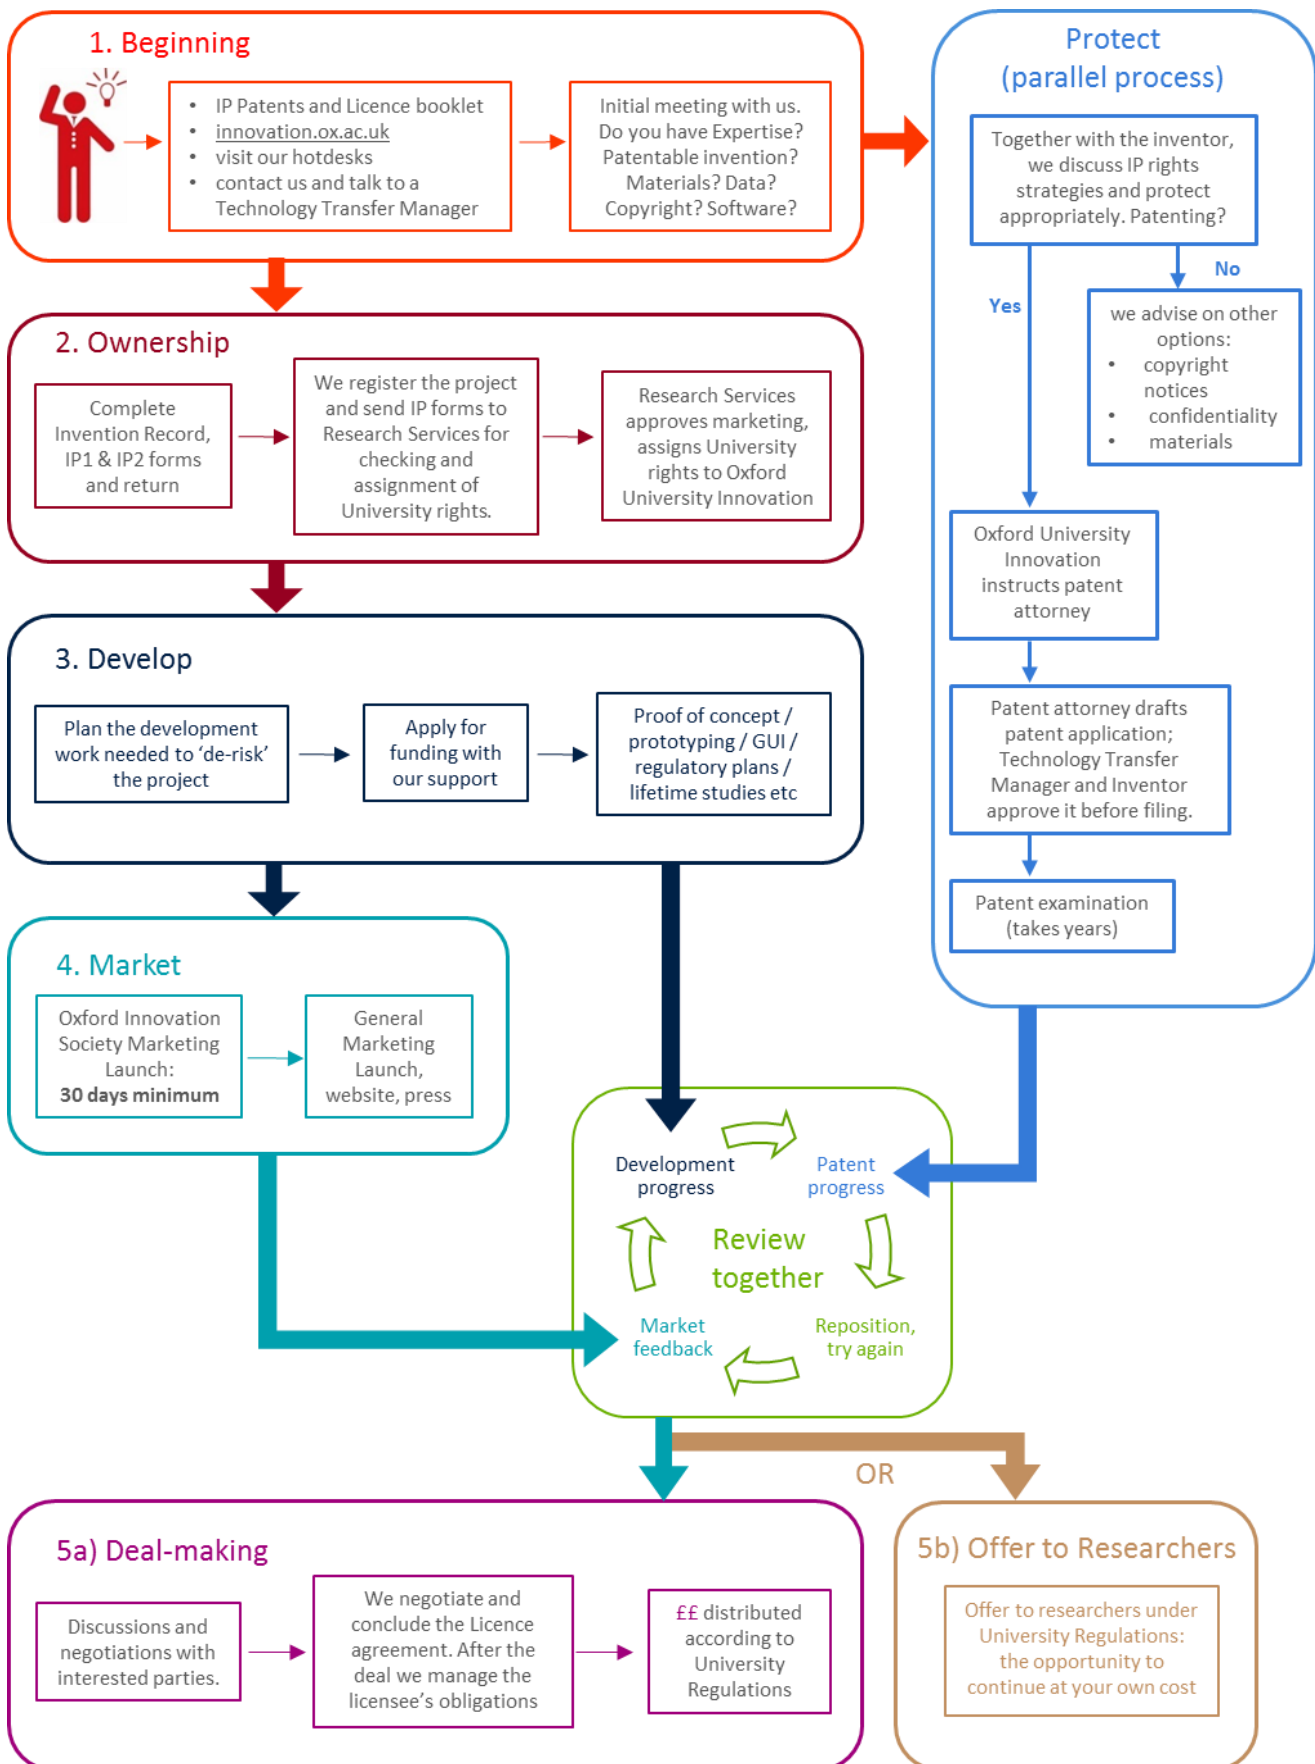 1. Beginning
• IP Patents and Licence booklet
• innovation.ox.ac.uk
• visit our hotdesks
• contact us and talk to a
Technology Transfer Manager
Initial meeting with us.
Do you have Expertise?
Patentable invention?
Materials? Data?
Copyright? Software?
Protect
(parallel process)
Together with the inventor,
we discuss IP rights
strategies and protect
appropriately. Patenting?
No
Yes
we advise on other
options:
• copyright
notices
• confidentiality
• materials
Oxford University
Innovation
instructs patent
attorney
Patent attorney drafts
patent application;
Technology Transfer
Manager and Inventor
approve it before filing.
Patent examination
(takes years)
2. Ownership
Complete
Invention Record,
IP1 & IP2 forms
and return
We register the project
and send IP forms to
Research Services for
checking and
assignment of
University rights.
Research Services
approves marketing,
assigns University
rights to Oxford
University Innovation
3. Develop
Plan the development
work needed to ‘de-risk’
the project
Apply for
funding with
our support
Proof of concept /
prototyping / GUI /
regulatory plans /
lifetime studies etc
4. Market
Oxford Innovation
Society Marketing
Launch:
30 days minimum
General
Marketing
Launch,
website, press
Development
progress
Patent
progress
Review
together
Market
feedback
Reposition,
try again
OR
5a) Deal-making
Discussions and
negotiations with
interested parties.
We negotiate and
conclude the Licence
agreement. After the
deal we manage the
licensee’s obligations
££ distributed
according to
University
Regulations
5b) Offer to Researchers
Offer to researchers under
University Regulations:
the opportunity to
continue at your own cost